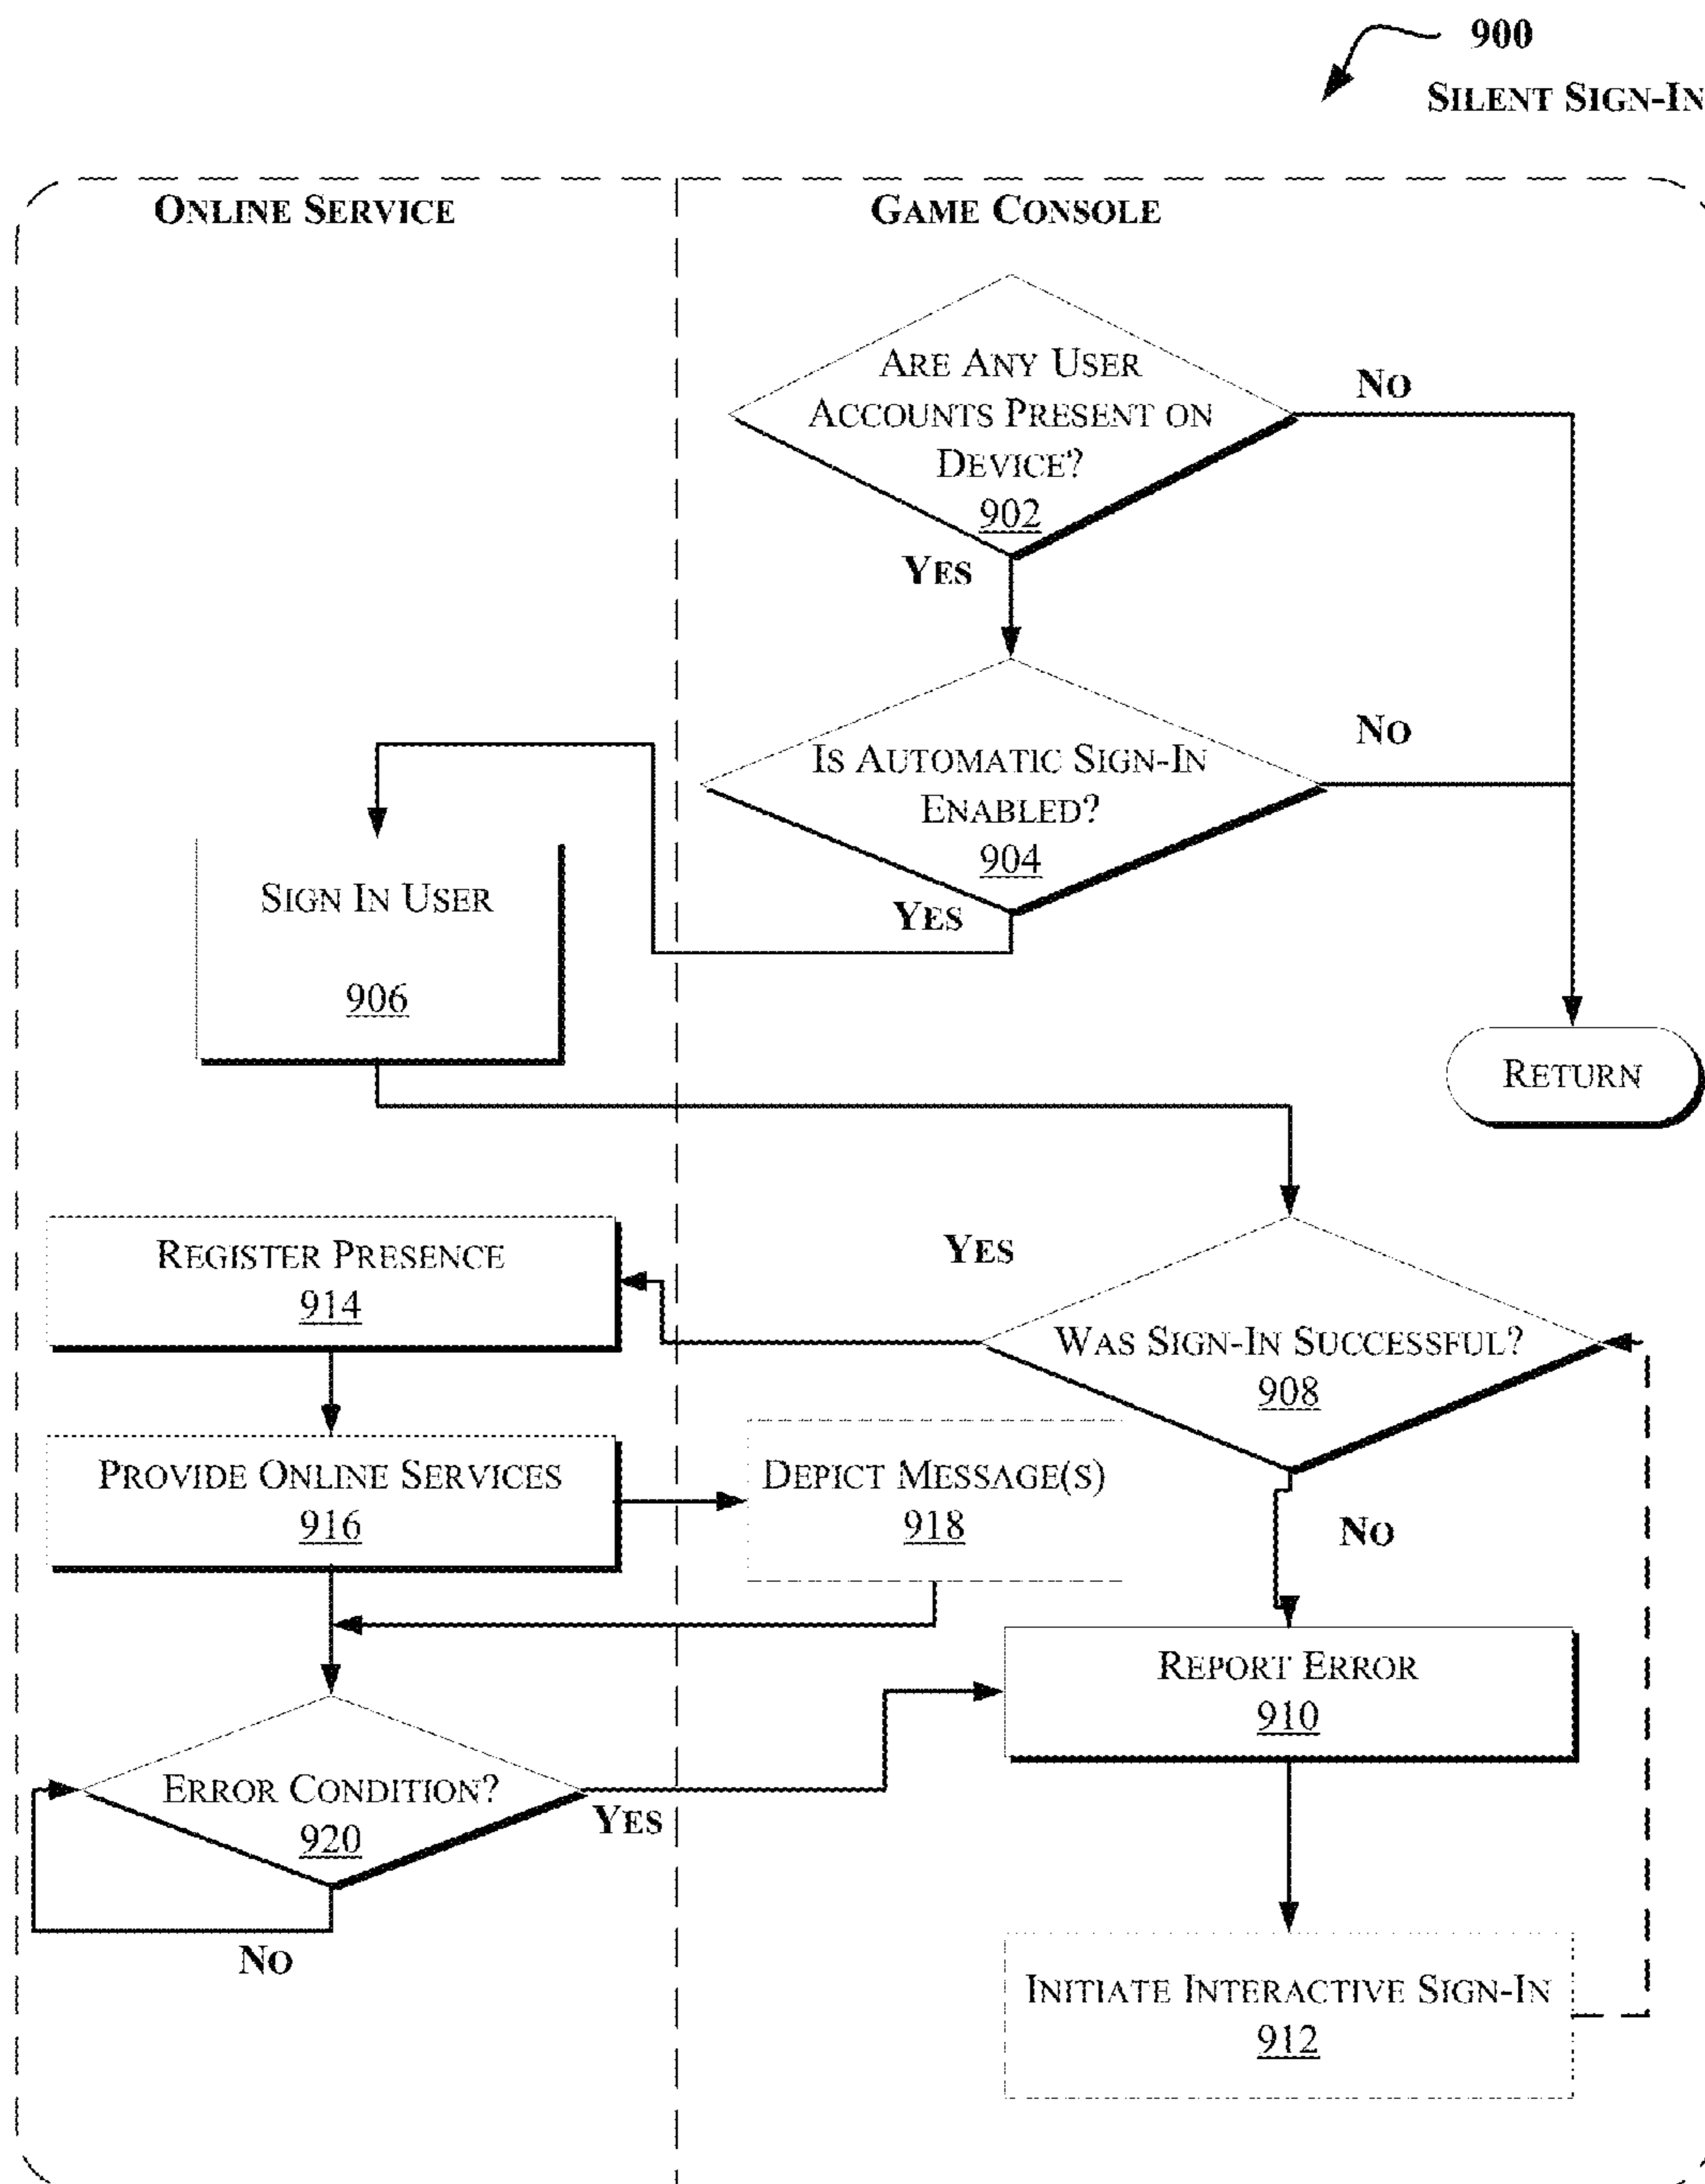 900
SILENT SIGN-IN
ONLINE SERVICE
GAME CONSOLE
ARE ANY USER
ACCOUNTS PRESENT ON
DEVICE?
902
NO
YES
IS AUTOMATIC SIGN-IN
ENABLED?
904
NO
YES
SIGN IN USER
906
RETURN
REGISTER PRESENCE
914
YES
WAS SIGN-IN SUCCESSFUL?
908
PROVIDE ONLINE SERVICES
916
DEPICT MESSAGE(S)
918
NO
REPORT ERROR
910
ERROR CONDITION?
920
YES
NO
INITIATE INTERACTIVE SIGN-IN
912